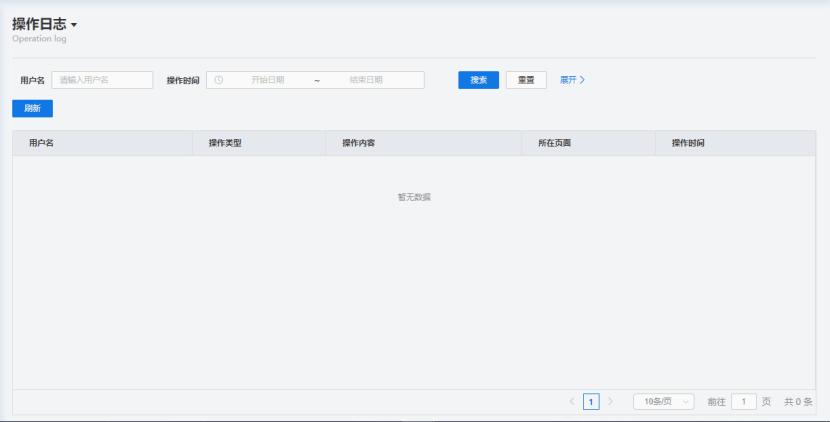 操作日志
Operation log
用户名 请输入用户名 操作时间 开始日期 ~ 结束日期 搜索 重置 展开
刷新
用户名 操作类型 操作内容 所在页面 操作时间
暂无数据
1 10条/页 前往 1 页 共 0 条